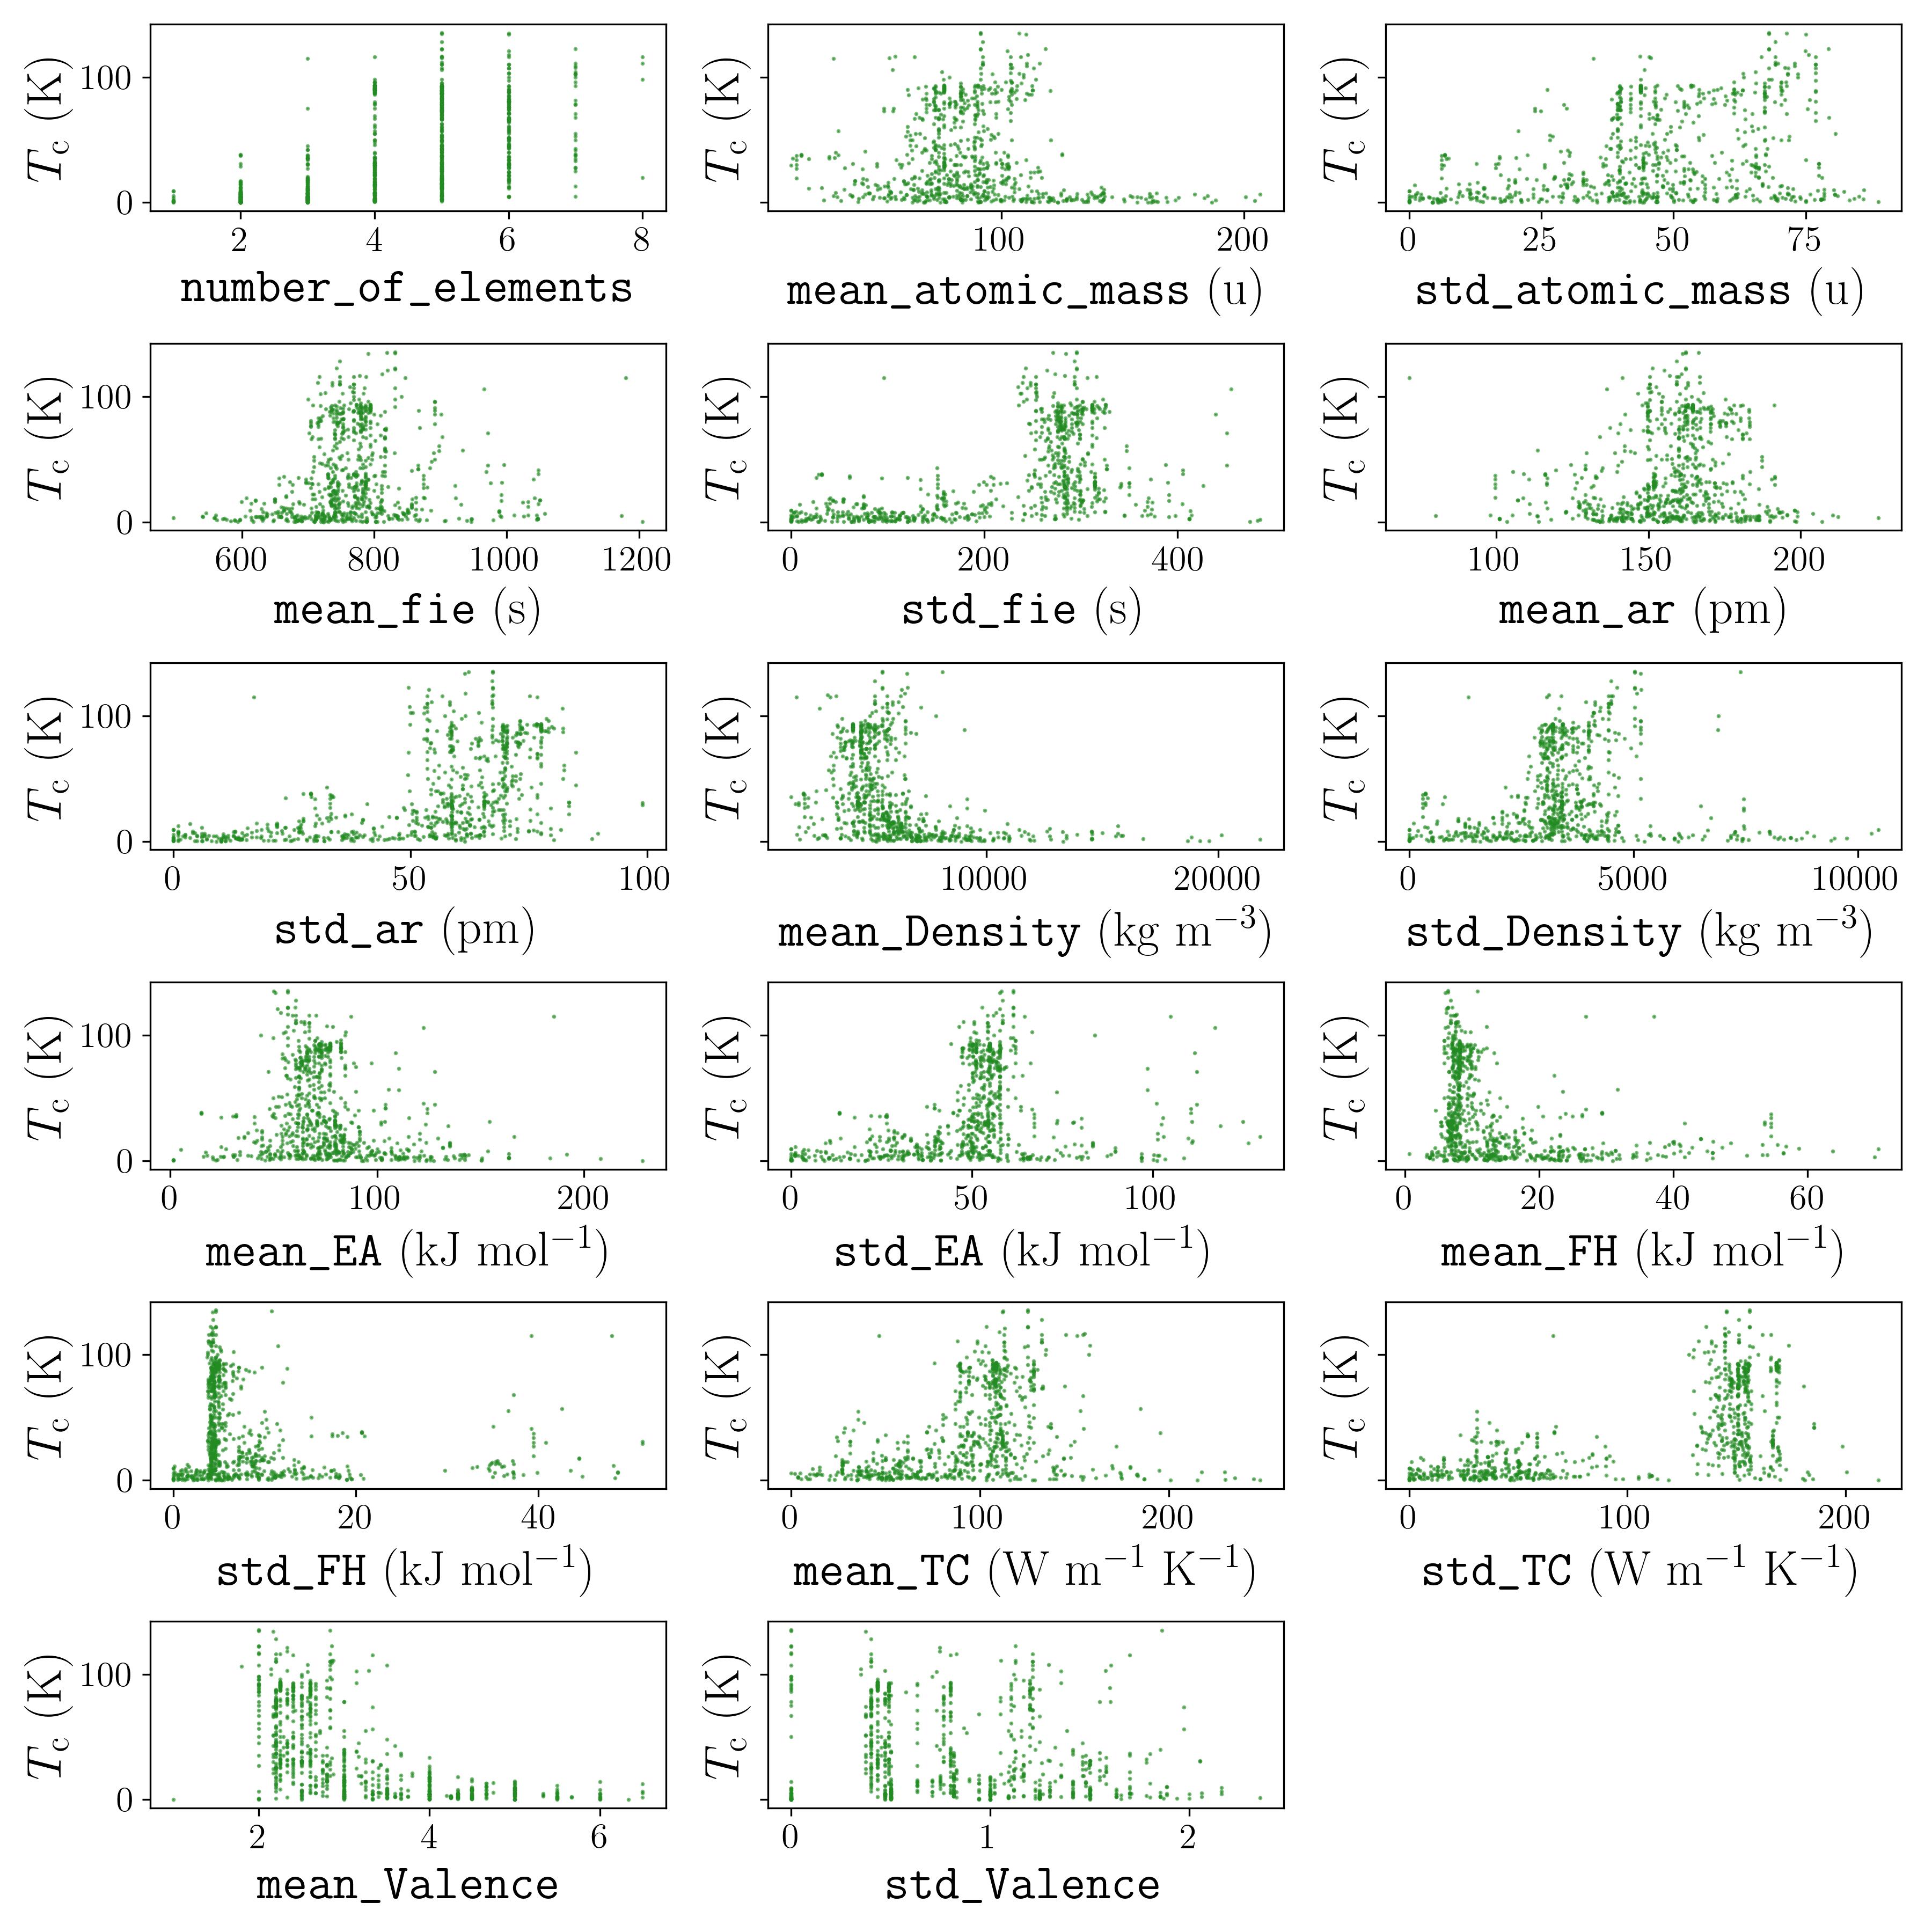 T_c (K) 100 0
2 4 6 8
number_of_elements
T_c (K)
100 200
mean_atomic_mass (u)
T_c (K)
0 25 50 75
std_atomic_mass (u)
T_c (K) 100 0
600 800 1000 1200
mean_fie (s)
T_c (K)
0 200 400
std_fie (s)
T_c (K)
100 150 200
mean_ar (pm)
T_c (K) 100 0
0 50 100
std_ar (pm)
T_c (K)
10000 20000
mean_Density (kg m⁻³)
T_c (K)
0 5000 10000
std_Density (kg m⁻³)
T_c (K) 100 0
0 100 200
mean_EA (kJ mol⁻¹)
T_c (K)
0 50 100
std_EA (kJ mol⁻¹)
T_c (K)
0 20 40 60
mean_FH (kJ mol⁻¹)
T_c (K) 100 0
0 20 40
std_FH (kJ mol⁻¹)
T_c (K)
0 100 200
mean_TC (W m⁻¹ K⁻¹)
T_c (K)
0 100 200
std_TC (W m⁻¹ K⁻¹)
T_c (K) 100 0
2 4 6
mean_Valence
T_c (K)
0 1 2
std_Valence